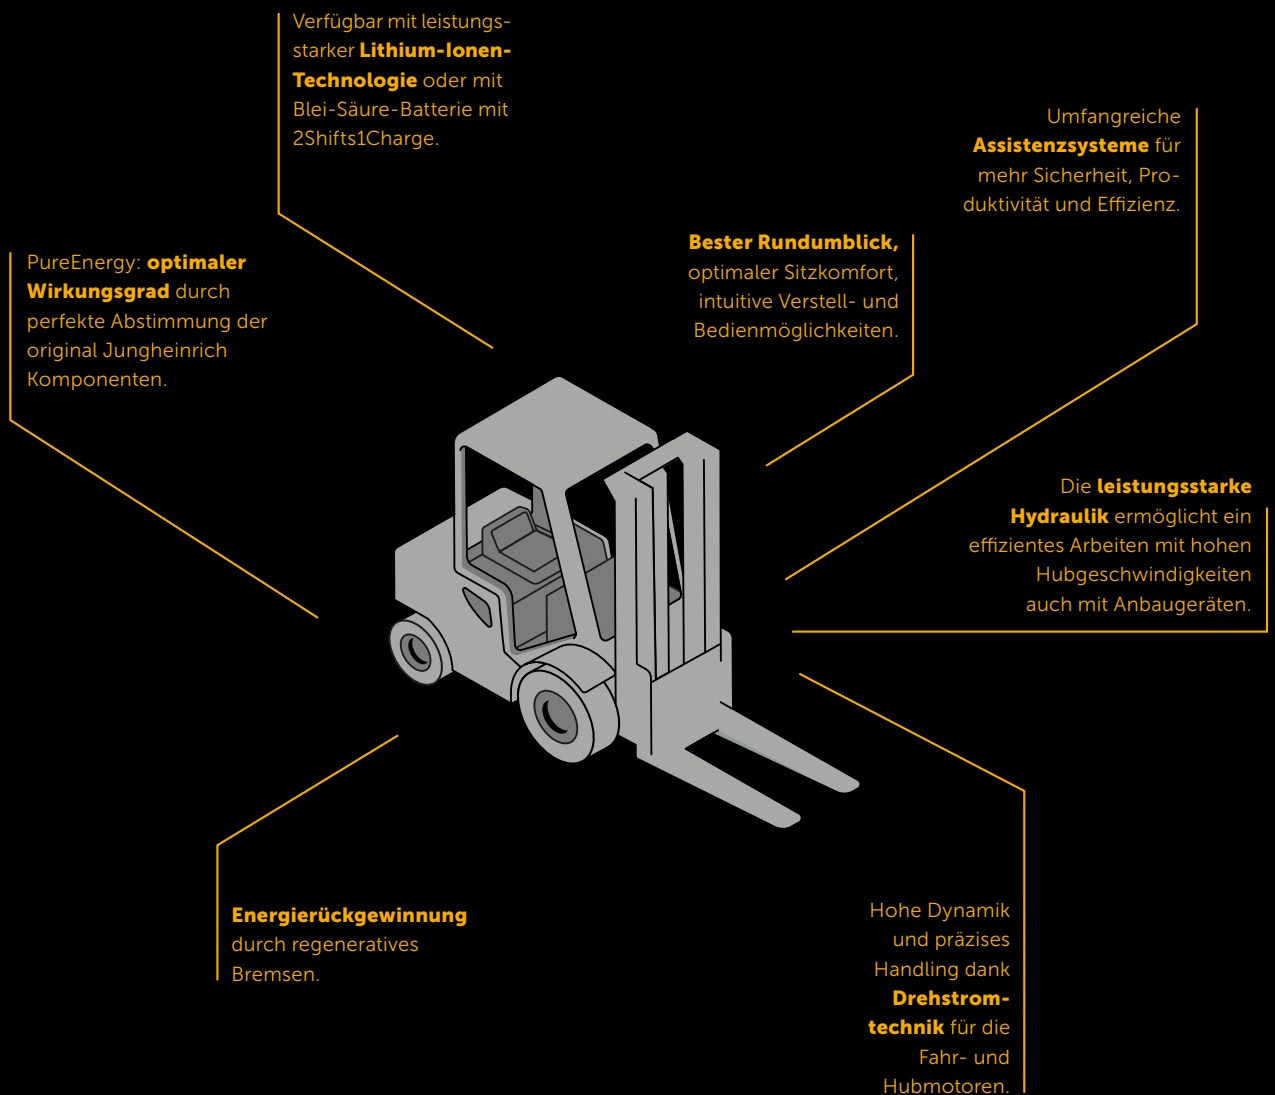 Verfügbar mit leistungs-
starker Lithium-Ionen-
Technologie oder mit
Blei-Säure-Batterie mit
2Shifts1Charge.
Umfangreiche
Assistenzsysteme für
mehr Sicherheit, Pro-
duktivität und Effizienz.
Bester Rundumblick,
optimaler Sitzkomfort,
intuitive Verstell- und
Bedienmöglichkeiten.
PureEnergy: optimaler
Wirkungsgrad durch
perfekte Abstimmung der
original Jungheinrich
Komponenten.
Die leistungsstarke
Hydraulik ermöglicht ein
effizientes Arbeiten mit hohen
Hubgeschwindigkeiten
auch mit Anbaugeräten.
Energierückgewinnung
durch regeneratives
Bremsen.
Hohe Dynamik
und präzises
Handling dank
Drehstrom-
technik für die
Fahr- und
Hubmotoren.